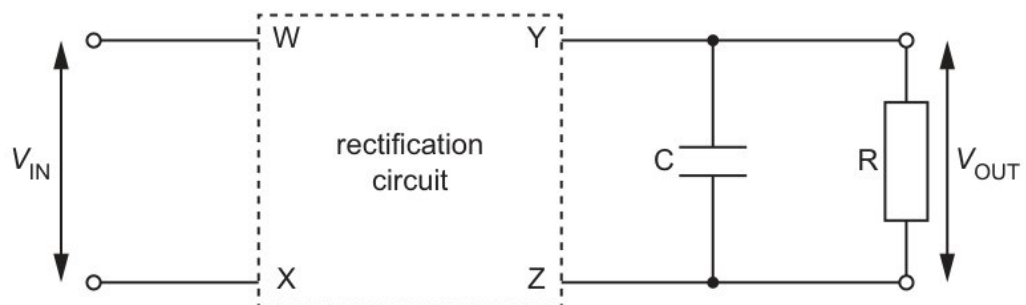 W
Y
V_IN
rectification
circuit
C
R
V_OUT
X
Z